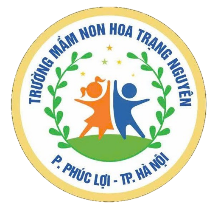 TRƯỜNG MẦM NON HOA TRẠNG NGUYÊN
P. PHÚC LỢI - TP. HÀ NỘI